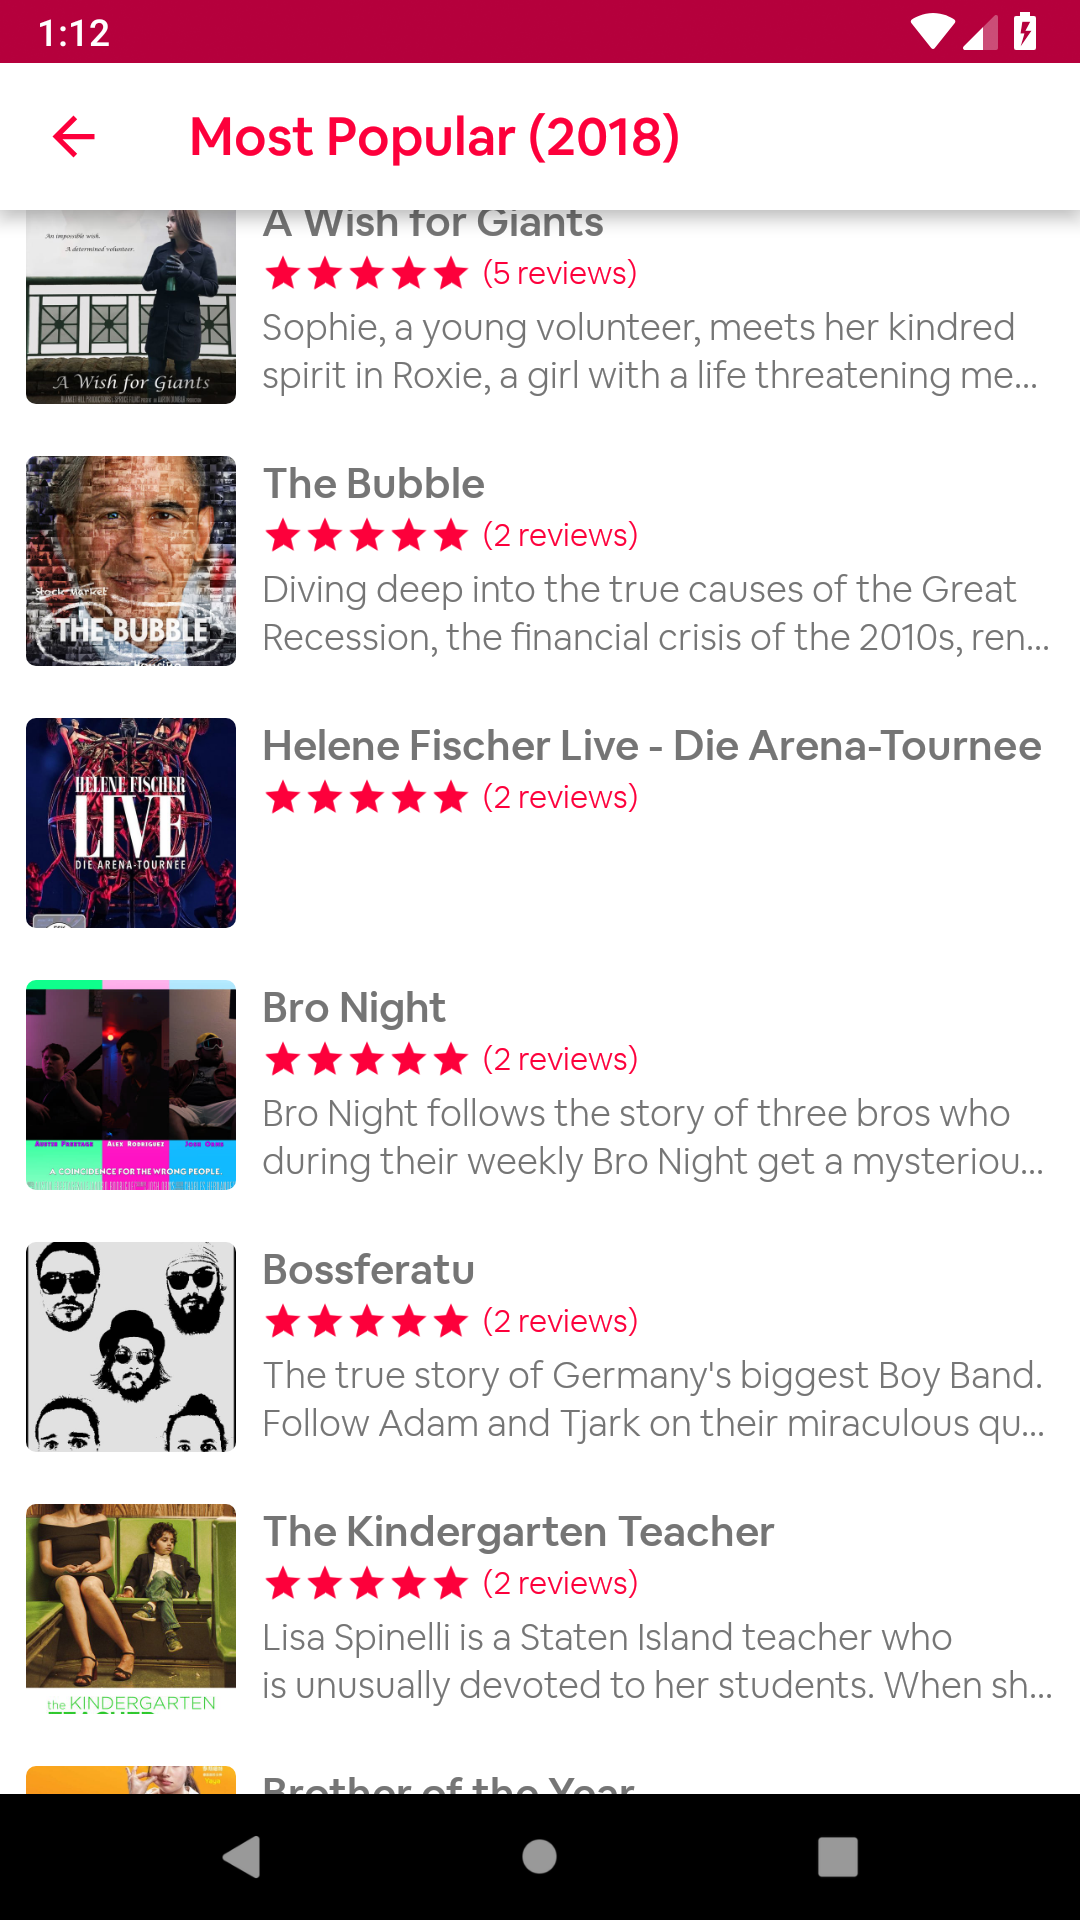 1:12
Most Popular (2018)
A Wish for Giants
An impossible wish.
A determined volunteer.
A Wish for Giants
(5 reviews)
Sophie, a young volunteer, meets her kindred
spirit in Roxie, a girl with a life threatening me...
The Bubble
(2 reviews)
Stock Market
THE BUBBLE
Diving deep into the true causes of the Great
Recession, the financial crisis of the 2010s, ren...
Helene Fischer Live - Die Arena-Tournee
(2 reviews)
HELENE FISCHER
LIVE
DIE ARENA-TOURNEE
Bro Night
(2 reviews)
Bro Night follows the story of three bros who
during their weekly Bro Night get a mysteriou...
Austin Prestage Alex Rodriguez Josh Orme
A COINCIDENCE FOR THE WRONG PEOPLE.
Bossferatu
(2 reviews)
The true story of Germany's biggest Boy Band.
Follow Adam and Tjark on their miraculous qu...
The Kindergarten Teacher
(2 reviews)
Lisa Spinelli is a Staten Island teacher who
is unusually devoted to her students. When sh...
the KINDERGARTEN
TEACHER
Brother of the Year